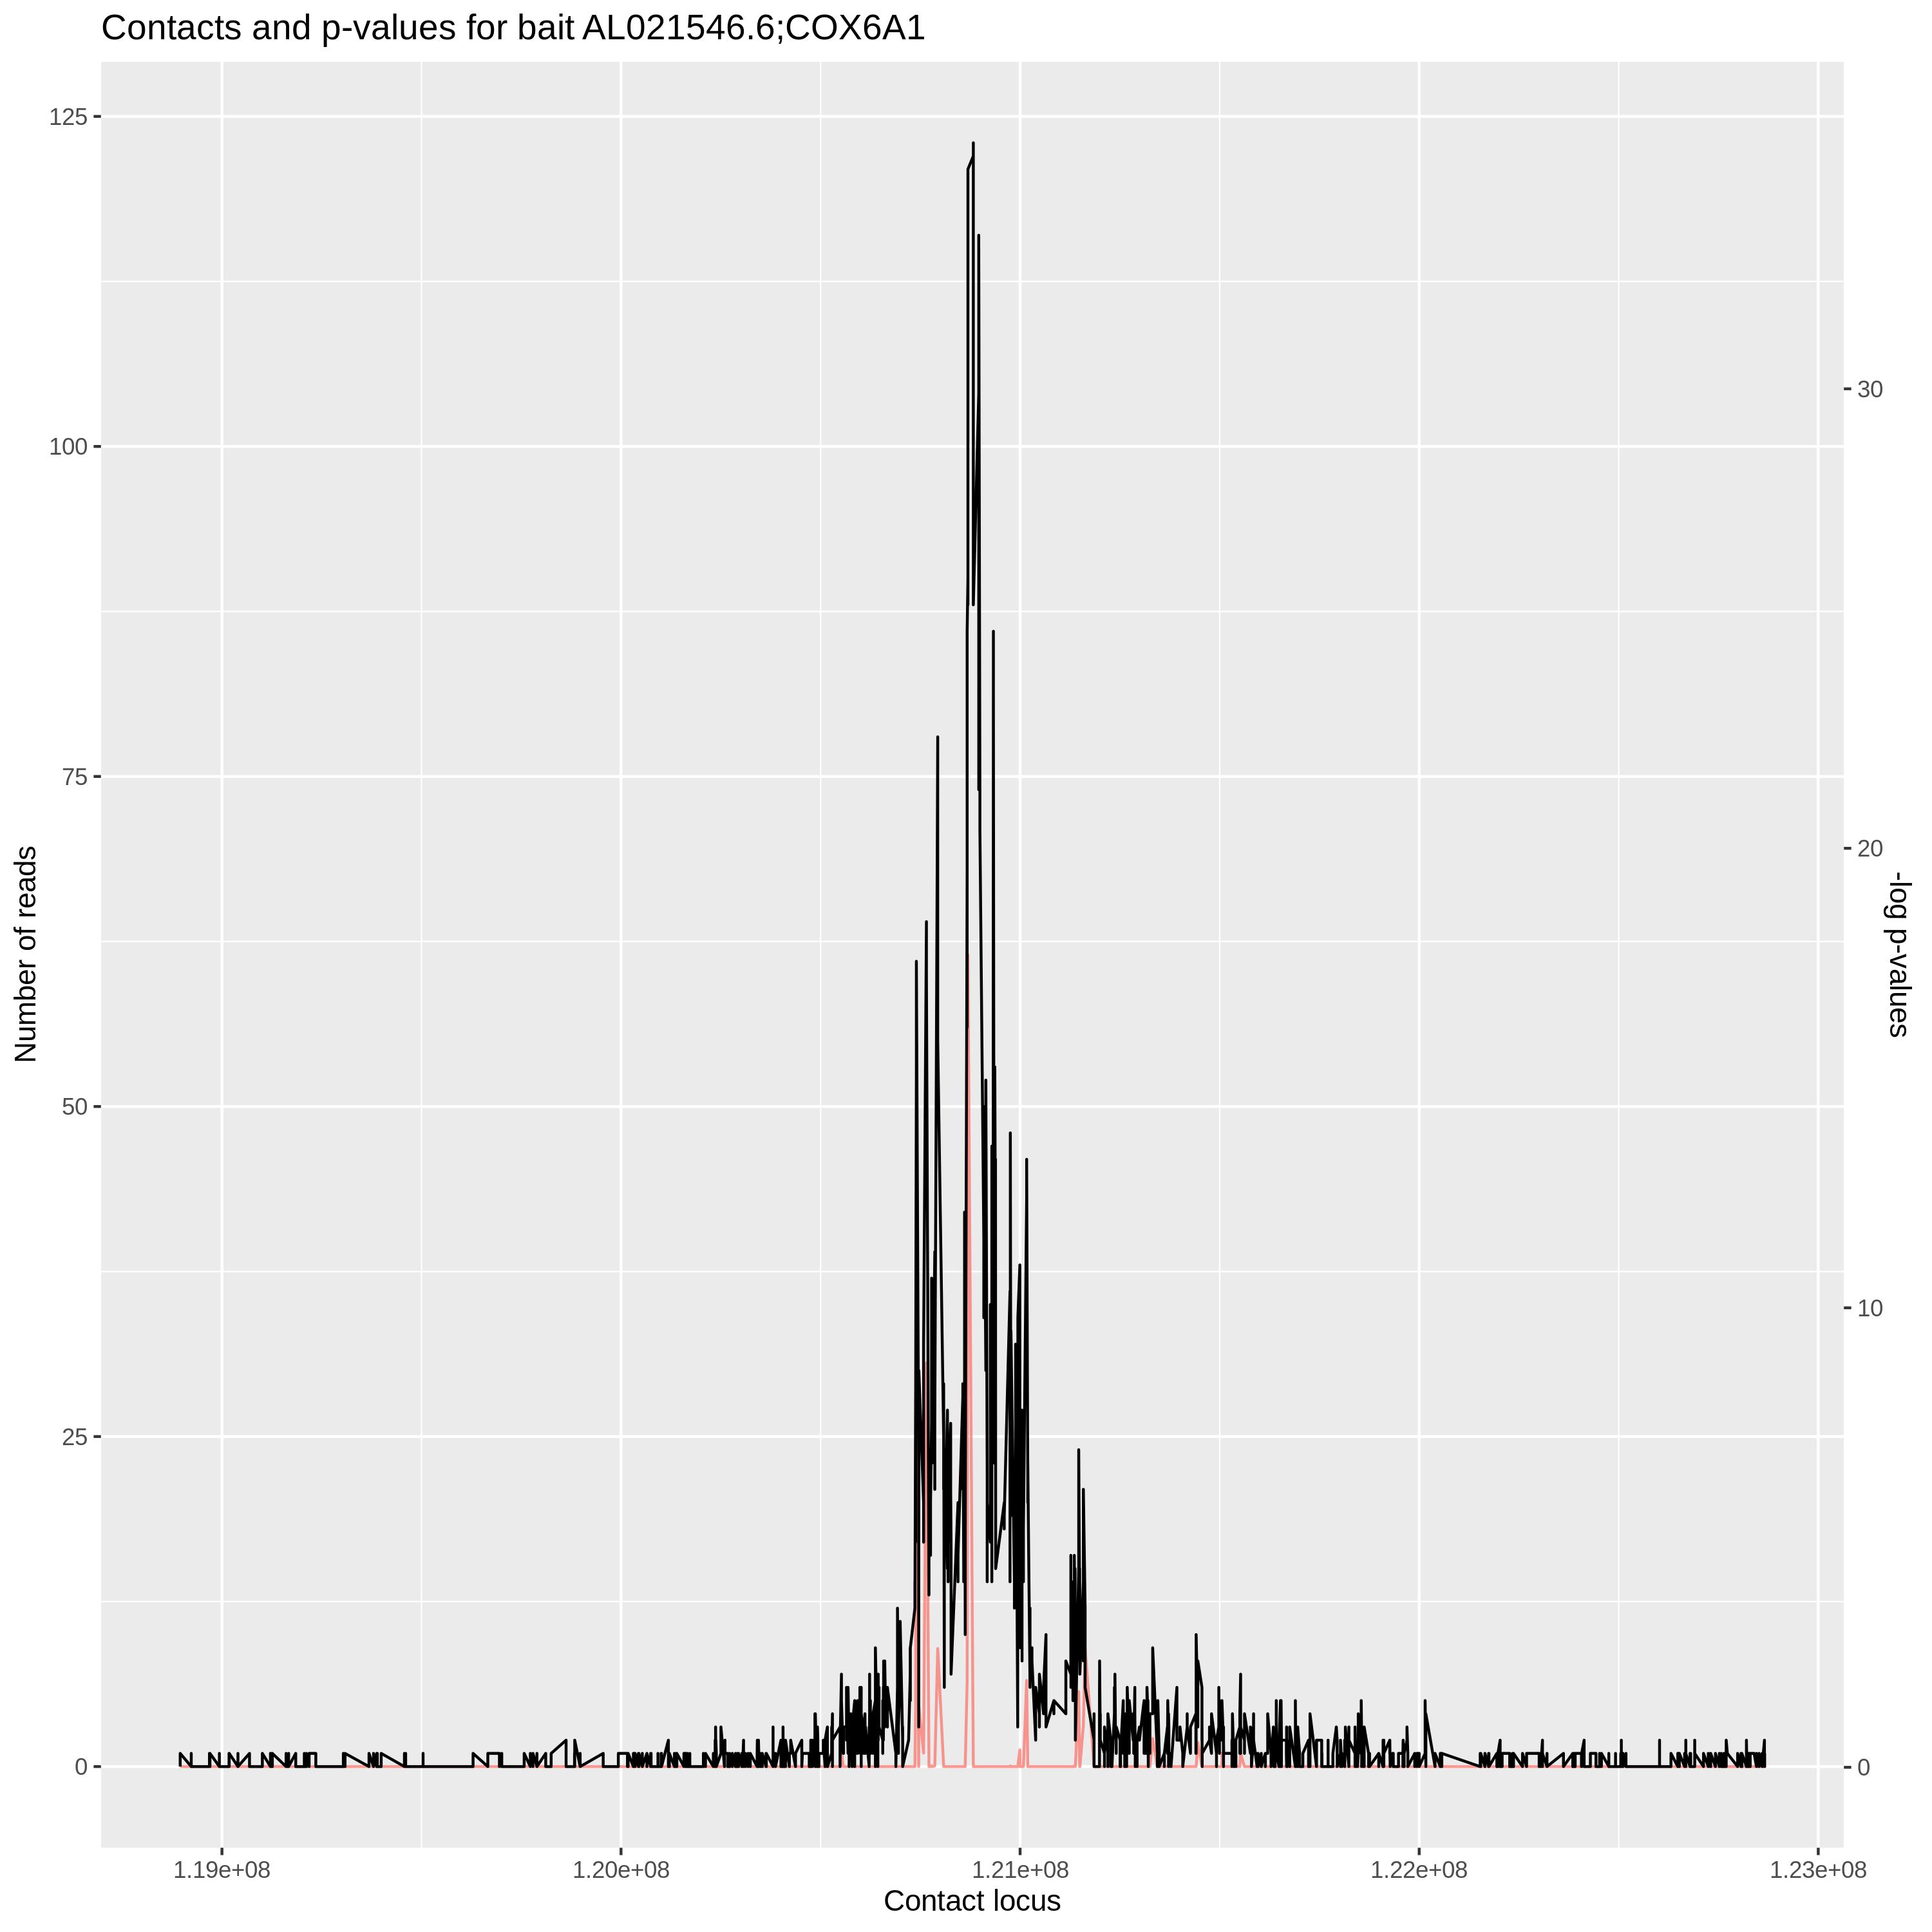 Contacts and p-values for bait AL021546.6;COX6A1
125
100
75
50
25
0
Number of reads
30
20
10
0
-log p-values
1.19e+08
1.20e+08
1.21e+08
1.22e+08
1.23e+08
Contact locus